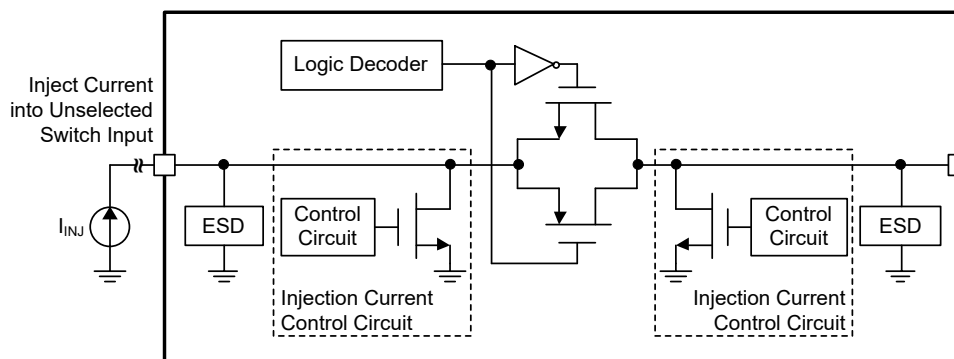 Logic Decoder
Inject Current
into Unselected
Switch Input
I_INJ
ESD
Control
Circuit
Injection Current
Control Circuit
Control
Circuit
Injection Current
Control Circuit
ESD